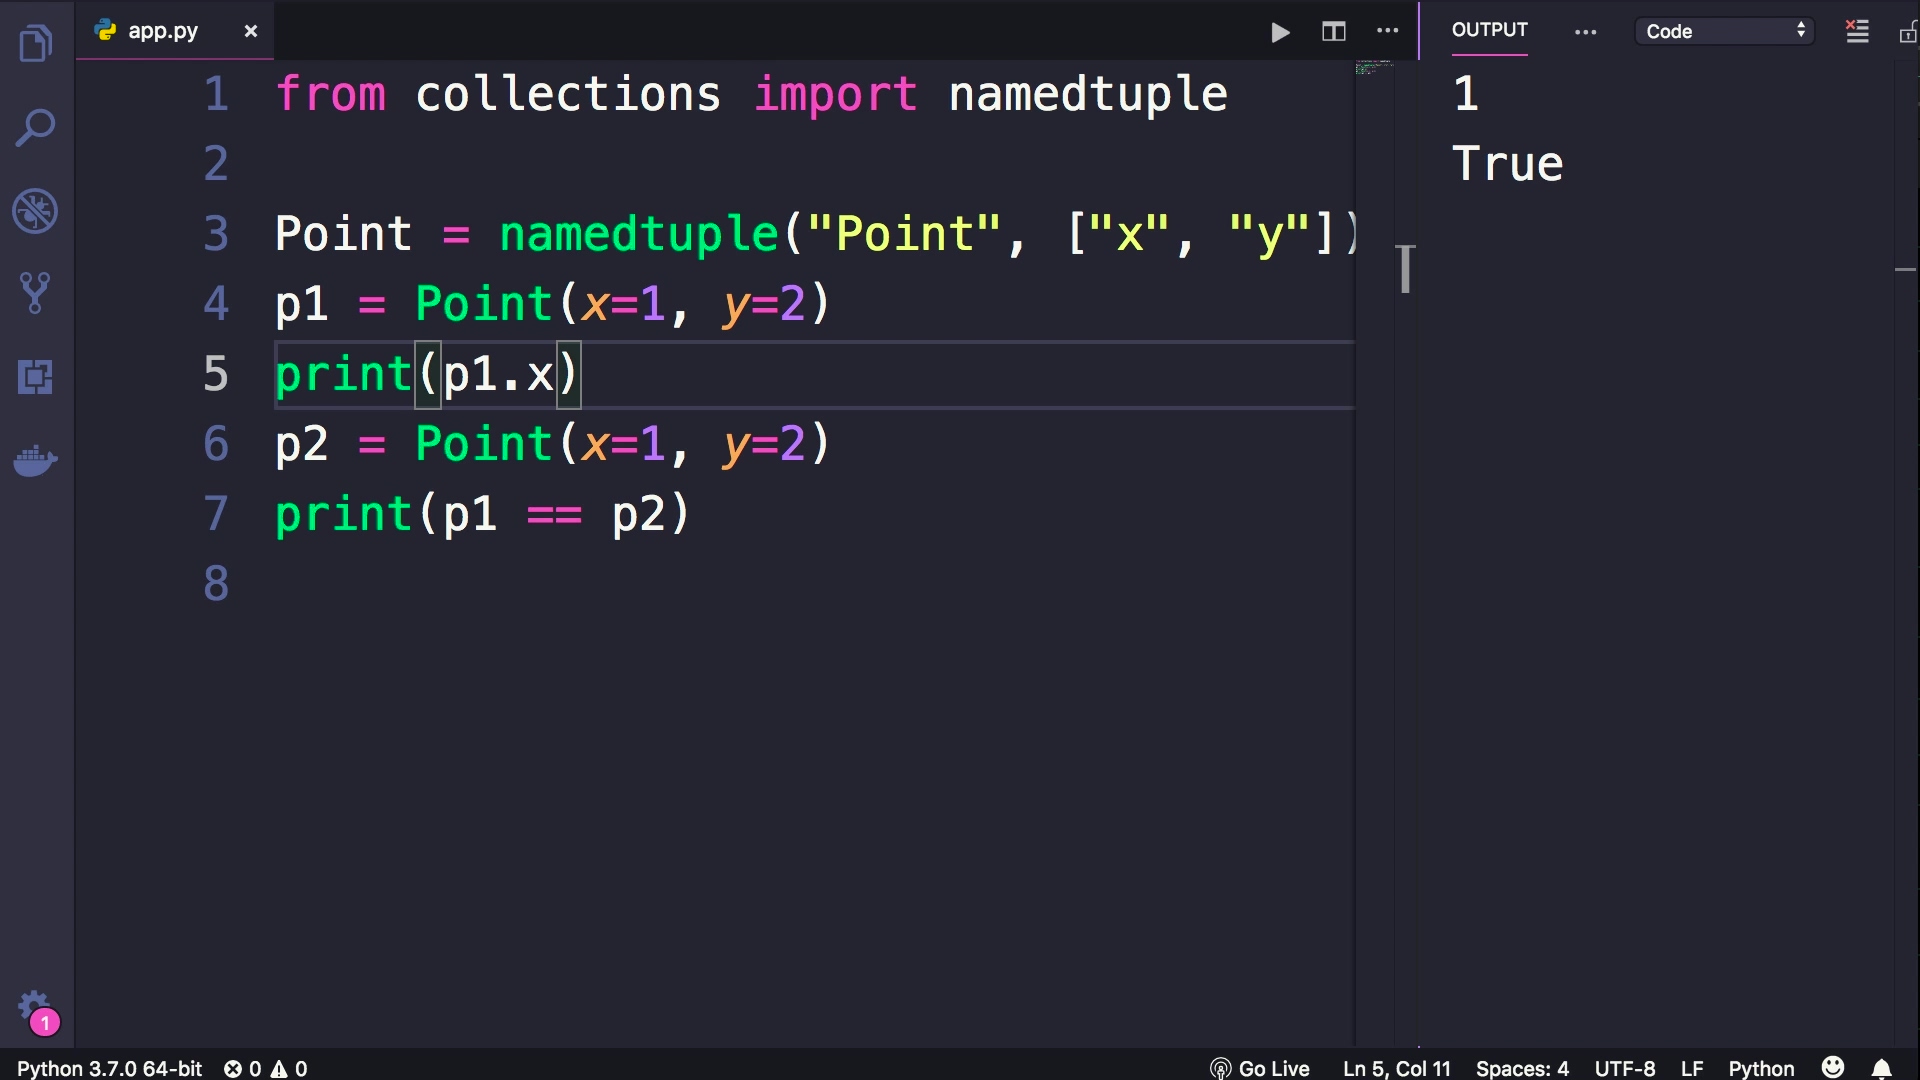 app.py
OUTPUT
Code
1 from collections import namedtuple
2
3 Point = namedtuple("Point", ["x", "y"])
4 p1 = Point(x=1, y=2)
5 print(p1.x)
6 p2 = Point(x=1, y=2)
7 print(p1 == p2)
8
1
True
1
Python 3.7.0 64-bit 0 0 Go Live Ln 5, Col 11 Spaces: 4 UTF-8 LF Python